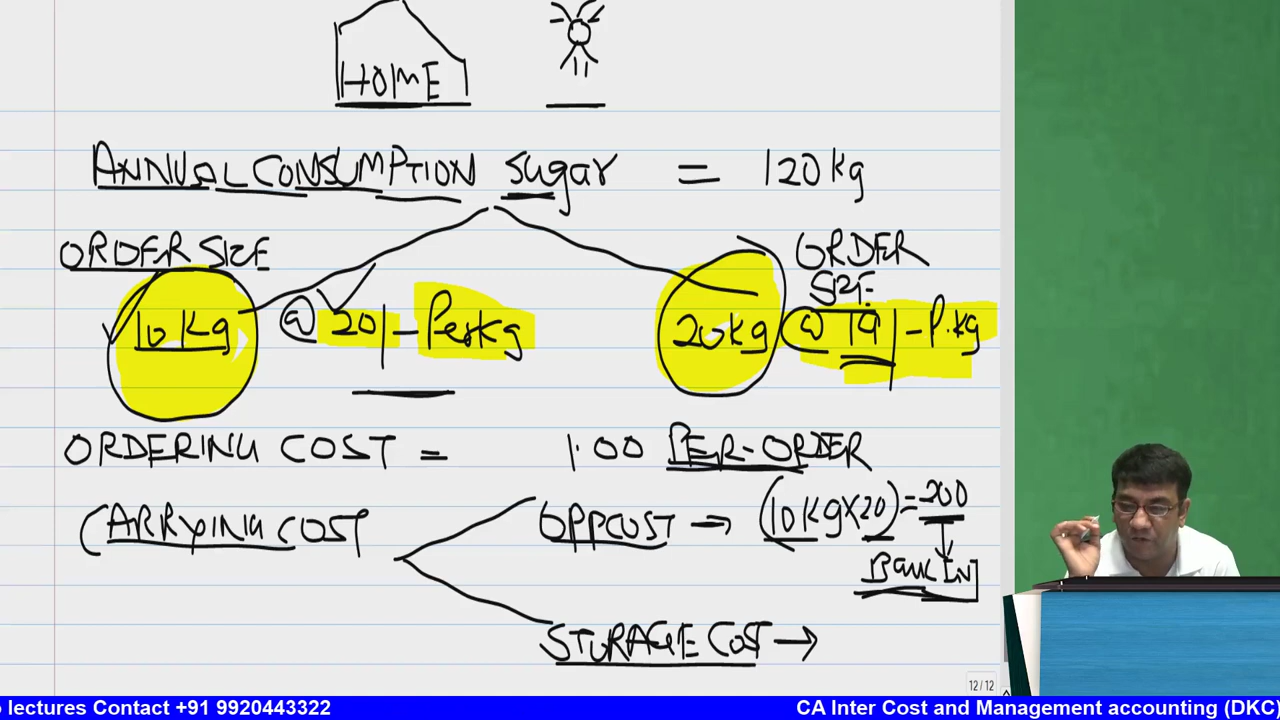 HOME
ANNUAL CONSUMPTION sugar = 120 kg
ORDER SIZE
ORDER SIZE
10 Kg @ 20/- Per kg
20 kg @ 19/- P.kg
ORDERING COST = 1.00 PER-ORDER
CARRYING COST
OPP COST → (10 kg x 20) = 200
Bank IN
STORAGE COST →
12/12
o lectures Contact +91 9920443322
CA Inter Cost and Management accounting (DKC)